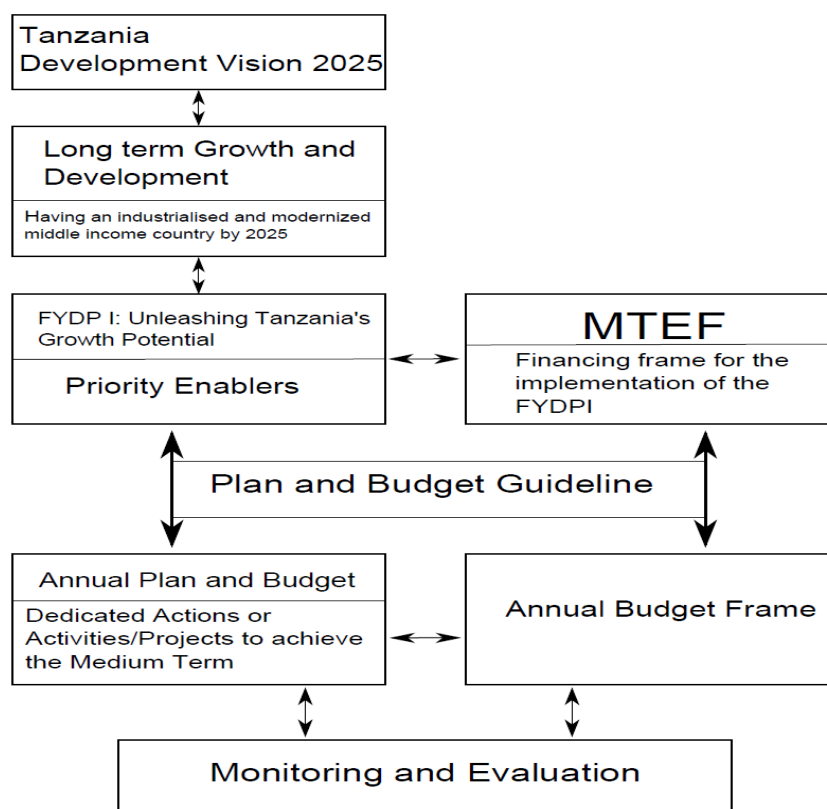 Tanzania
Development Vision 2025
Long term Growth and
Development
Having an industrialised and modernized
middle income country by 2025
FYDP I: Unleashing Tanzania's
Growth Potential
Priority Enablers
MTEF
Financing frame for the
implementation of the
FYDPI
Plan and Budget Guideline
Annual Plan and Budget
Dedicated Actions or
Activities/Projects to achieve
the Medium Term
Annual Budget Frame
Monitoring and Evaluation